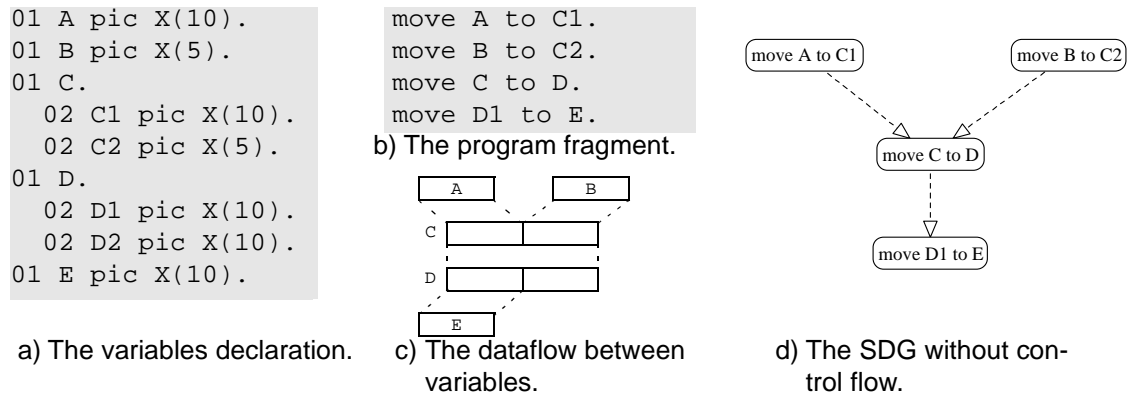 01 A pic X(10).
01 B pic X(5).
01 C.
02 C1 pic X(10).
02 C2 pic X(5).
01 D.
02 D1 pic X(10).
02 D2 pic X(10).
01 E pic X(10).
a) The variables declaration.
move A to C1.
move B to C2.
move C to D.
move D1 to E.
b) The program fragment.
A B
C
D
E
c) The dataflow between
variables.
move A to C1 move B to C2
move C to D
move D1 to E
d) The SDG without con-
trol flow.